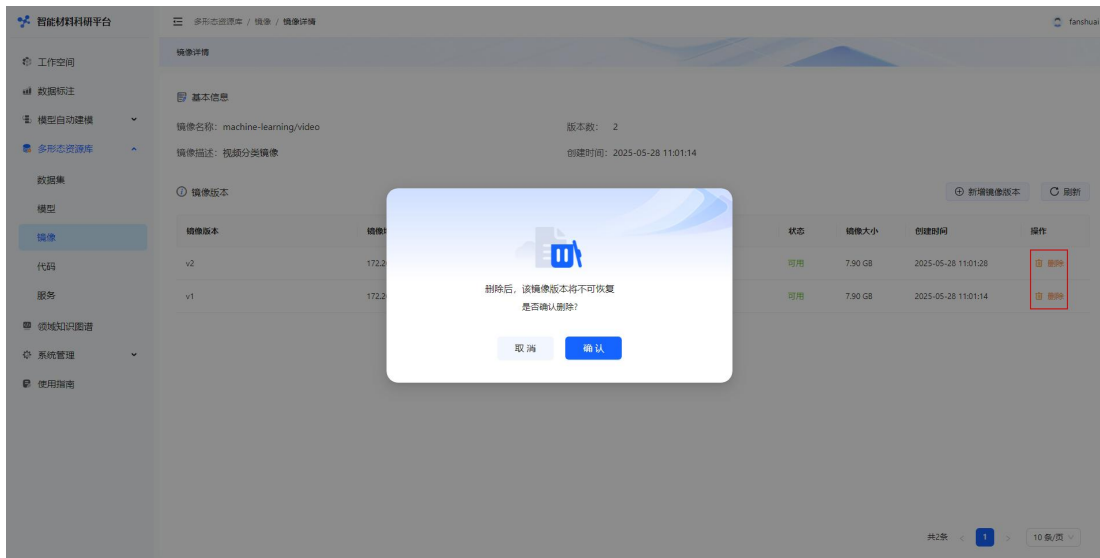 智能材料科研平台
多形态资源库 / 镜像 / 镜像详情
fanshuai
工作空间
数据标注
模型自动建模
多形态资源库
数据集
模型
镜像
代码
服务
领域知识图谱
系统管理
使用指南
镜像详情
基本信息
镜像名称: machine-learning/video
版本数: 2
镜像描述: 视频分类镜像
创建时间: 2025-05-28 11:01:14
镜像版本
新增镜像版本
刷新
镜像版本 状态 镜像大小 创建时间 操作
v2 172.2 可用 7.90 GB 2025-05-28 11:01:28 删除
v1 172.2 可用 7.90 GB 2025-05-28 11:01:14 删除
删除后，该镜像版本将不可恢复
是否确认删除?
取消 确认
共2条 < 1 > 10 条/页